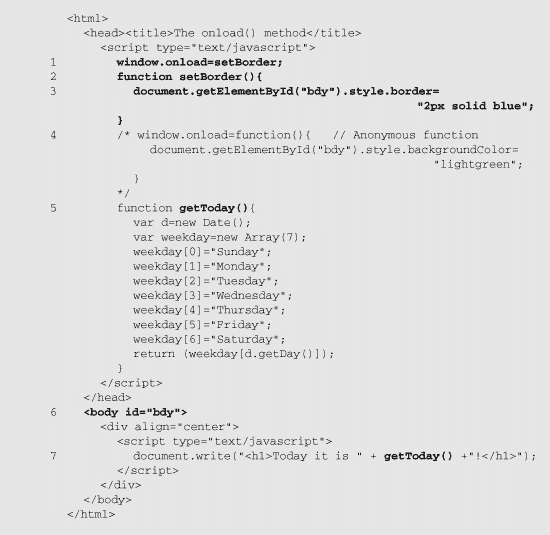 <html>
<head><title>The onload() method</title>
<script type="text/javascript">
1 window.onload=setBorder;
2 function setBorder(){
3 document.getElementById("bdy").style.border=
"2px solid blue";
}
4 /* window.onload=function(){ // Anonymous function
document.getElementById("bdy").style.backgroundColor=
"lightgreen";
}
*/
5 function getToday(){
var d=new Date();
var weekday=new Array(7);
weekday[0]="Sunday";
weekday[1]="Monday";
weekday[2]="Tuesday";
weekday[3]="Wednesday";
weekday[4]="Thursday";
weekday[5]="Friday";
weekday[6]="Saturday";
return (weekday[d.getDay()]);
}
</script>
</head>
6 <body id="bdy">
<div align="center">
<script type="text/javascript">
7 document.write("<h1>Today it is " + getToday() +"!</h1>");
</script>
</div>
</body>
</html>